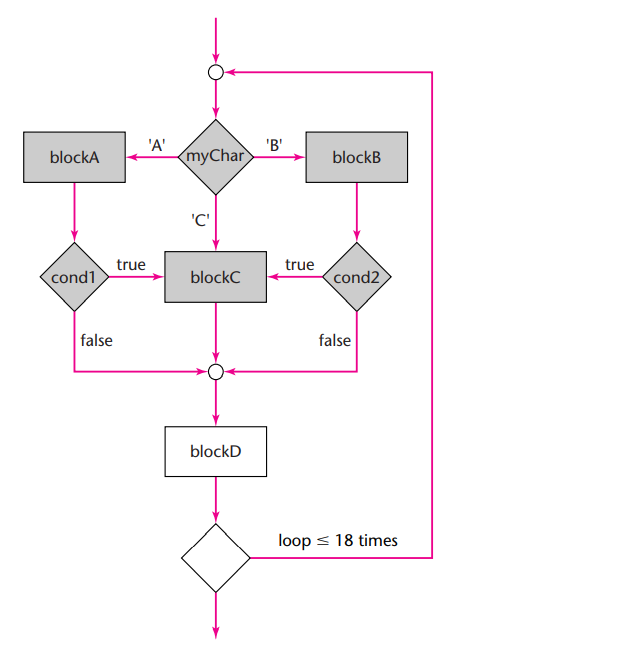 'A'
'B'
blockA
myChar
blockB
'C'
true
true
cond1
blockC
cond2
false
false
blockD
loop ≤ 18 times